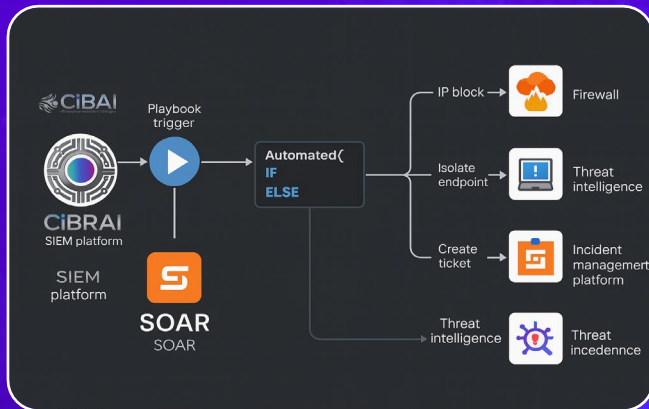 CiBAI
Playbook
trigger
CiBRAI
SIEM platform
SIEM
platform
SOAR
SOAR
Automated(
IF
ELSE
IP block
Firewall
Isolate
endpoint
Threat
intelligence
Create
ticket
Incident
management
platform
Threat
intelligence
Threat
incedennce